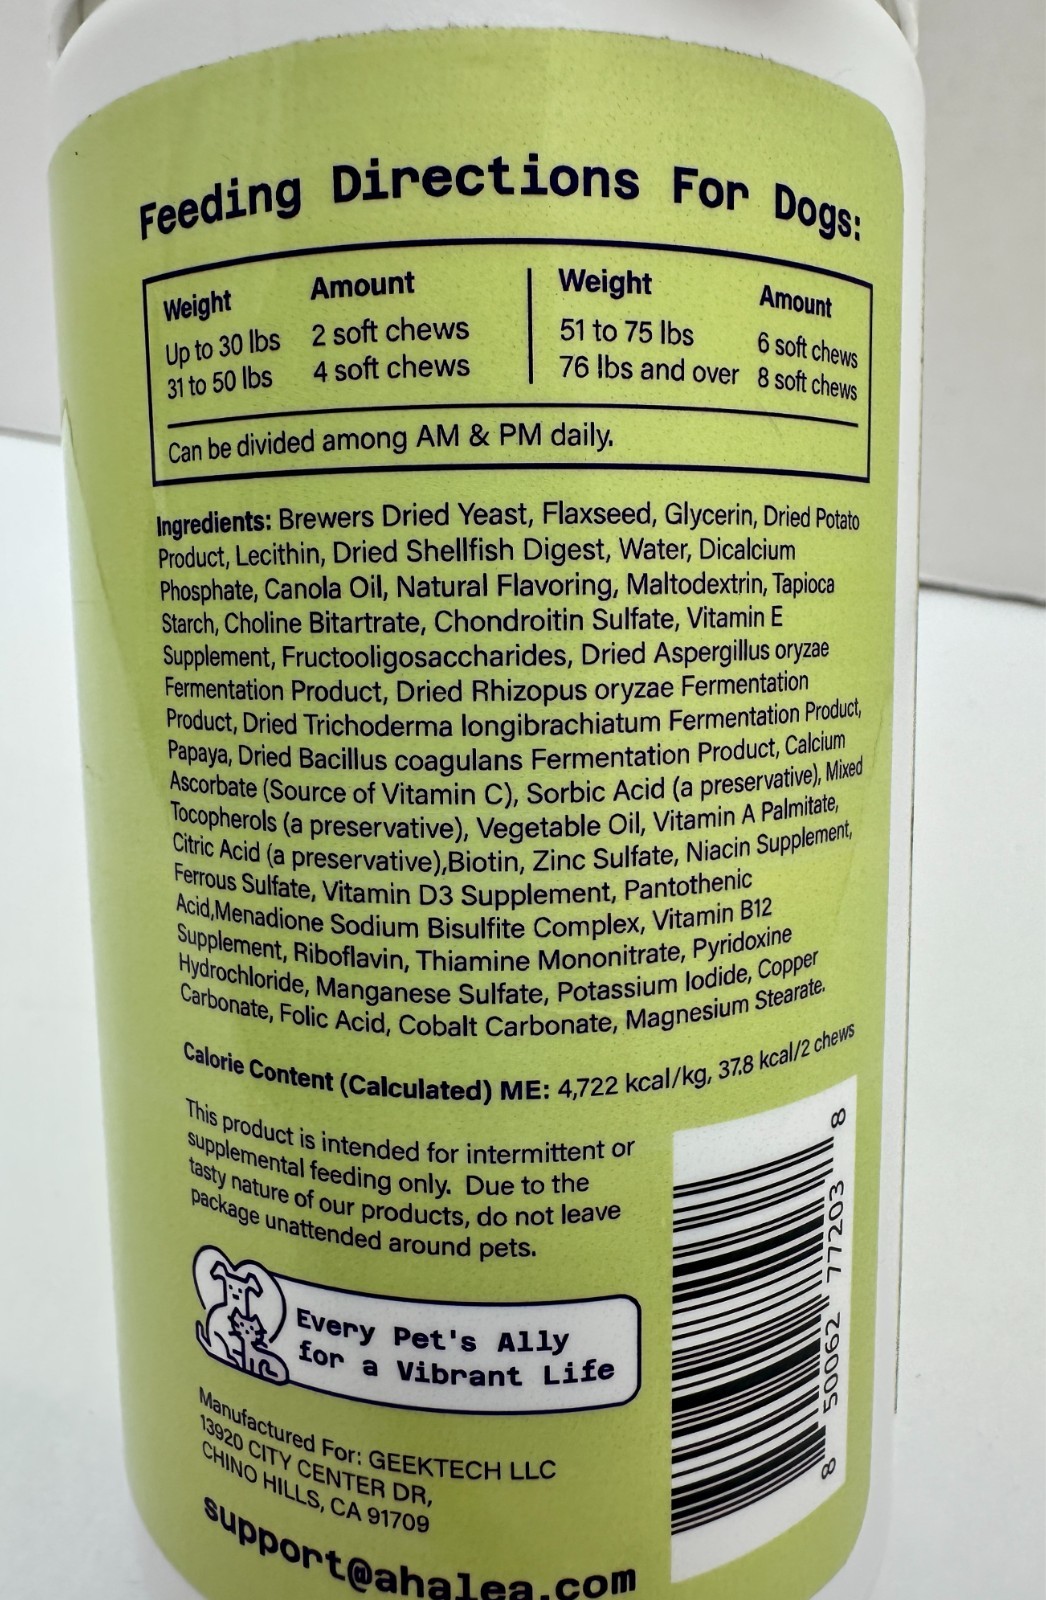 Feeding Directions For Dogs:
Weight Amount Weight Amount
Up to 30 lbs 2 soft chews 51 to 75 lbs 6 soft chews
31 to 50 lbs 4 soft chews 76 lbs and over 8 soft chews
Can be divided among AM & PM daily.
Ingredients: Brewers Dried Yeast, Flaxseed, Glycerin, Dried Potato
Product, Lecithin, Dried Shellfish Digest, Water, Dicalcium
Phosphate, Canola Oil, Natural Flavoring, Maltodextrin, Tapioca
Starch, Choline Bitartrate, Chondroitin Sulfate, Vitamin E
Supplement, Fructooligosaccharides, Dried Aspergillus oryzae
Fermentation Product, Dried Rhizopus oryzae Fermentation
Product, Dried Trichoderma longibrachiatum Fermentation Product,
Papaya, Dried Bacillus coagulans Fermentation Product, Calcium
Ascorbate (Source of Vitamin C), Sorbic Acid (a preservative), Mixed
Tocopherols (a preservative), Vegetable Oil, Vitamin A Palmitate,
Citric Acid (a preservative),Biotin, Zinc Sulfate, Niacin Supplement,
Ferrous Sulfate, Vitamin D3 Supplement, Pantothenic
Acid,Menadione Sodium Bisulfite Complex, Vitamin B12
Supplement, Riboflavin, Thiamine Mononitrate, Pyridoxine
Hydrochloride, Manganese Sulfate, Potassium Iodide, Copper
Carbonate, Folic Acid, Cobalt Carbonate, Magnesium Stearate.
Calorie Content (Calculated) ME: 4,722 kcal/kg, 37.8 kcal/2 chews
This product is intended for intermittent or
supplemental feeding only. Due to the
tasty nature of our products, do not leave
package unattended around pets.
Every Pet's Ally
for a Vibrant Life
Manufactured For: GEEKTECH LLC
13920 CITY CENTER DR,
CHINO HILLS, CA 91709
support@ahalea.com
8 50062 77203 8